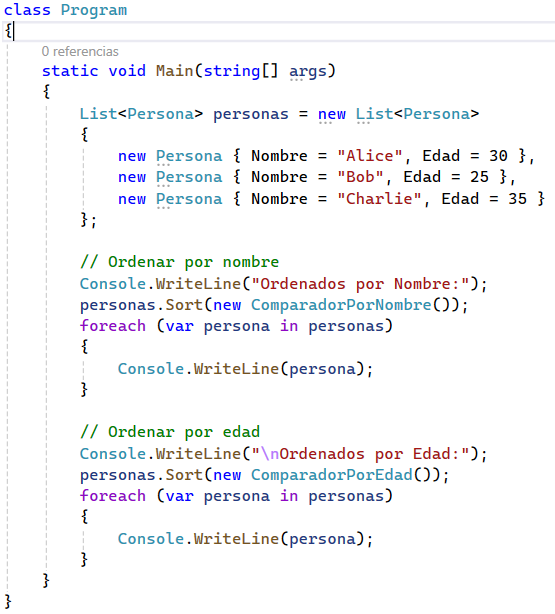 class Program
{
0 referencias
static void Main(string[] args)
{
List<Persona> personas = new List<Persona>
{
new Persona { Nombre = "Alice", Edad = 30 },
new Persona { Nombre = "Bob", Edad = 25 },
new Persona { Nombre = "Charlie", Edad = 35 }
};
// Ordenar por nombre
Console.WriteLine("Ordenados por Nombre:");
personas.Sort(new ComparadorPorNombre());
foreach (var persona in personas)
{
Console.WriteLine(persona);
}
// Ordenar por edad
Console.WriteLine("\nOrdenados por Edad:");
personas.Sort(new ComparadorPorEdad());
foreach (var persona in personas)
{
Console.WriteLine(persona);
}
}
}